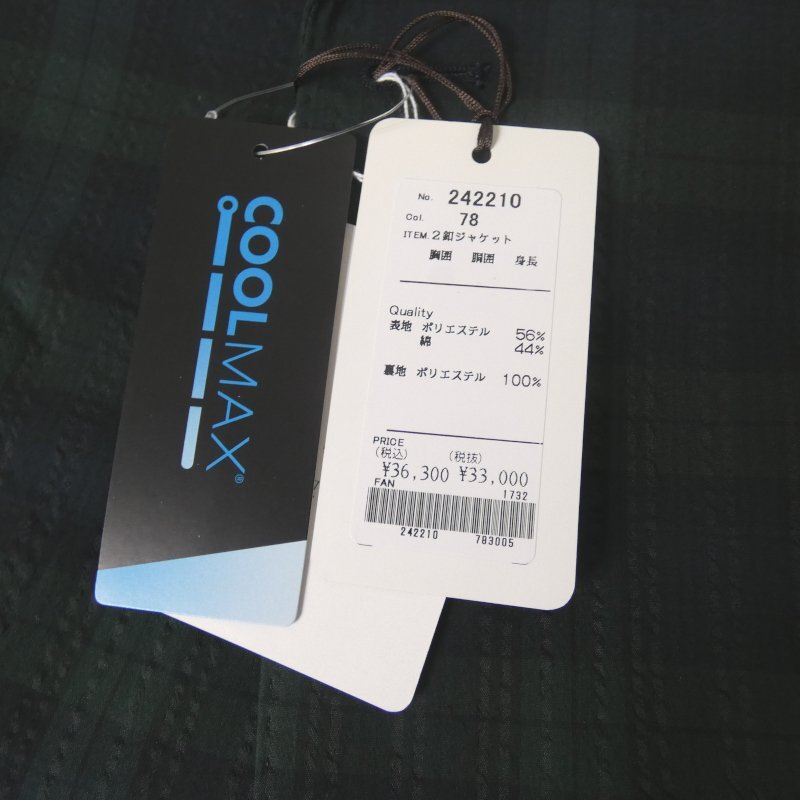 COOLMAX®
No. 242210
Col. 78
ITEM.2釦ジャケット
胸囲 胴囲 身長
Quality
表地 ポリエステル 56%
綿 44%
裏地 ポリエステル 100%
PRICE
(税込) (税抜)
¥36,300 ¥33,000
FAN 1732
242210 783005